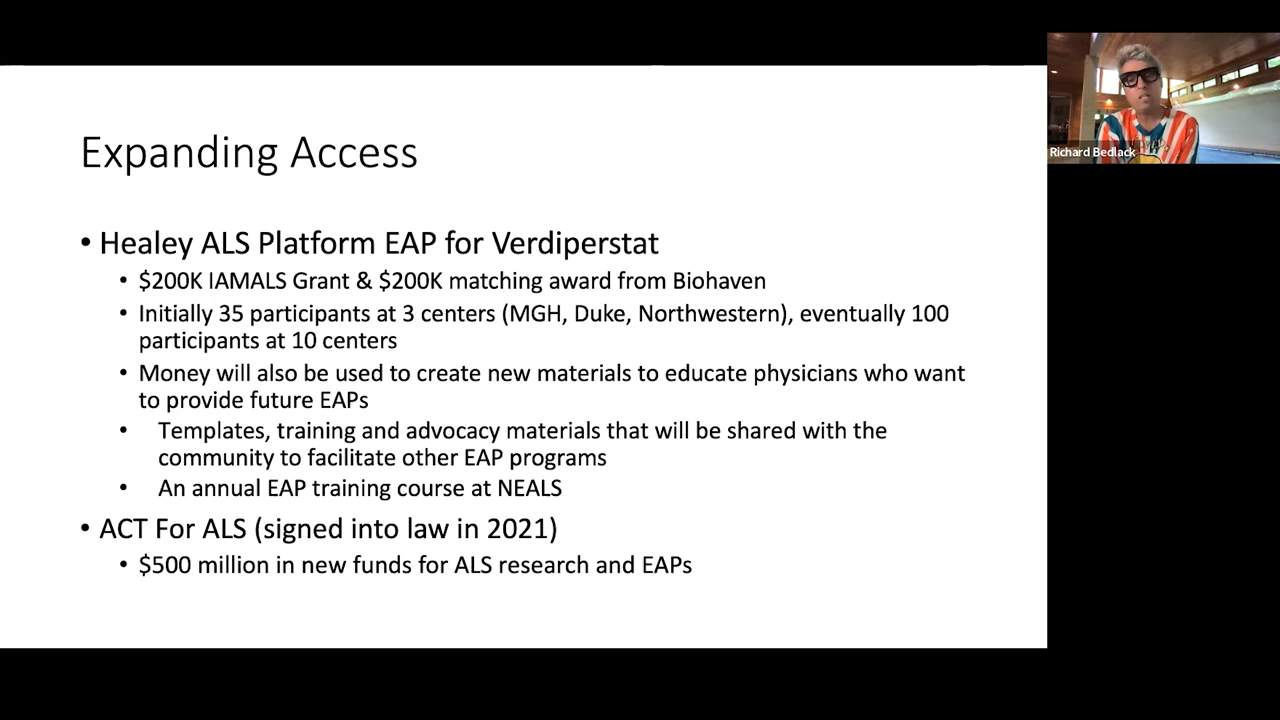 Expanding Access
• Healey ALS Platform EAP for Verdiperstat
• $200K IAMALS Grant & $200K matching award from Biohaven
• Initially 35 participants at 3 centers (MGH, Duke, Northwestern), eventually 100
participants at 10 centers
• Money will also be used to create new materials to educate physicians who want
to provide future EAPs
• Templates, training and advocacy materials that will be shared with the
community to facilitate other EAP programs
• An annual EAP training course at NEALS
• ACT For ALS (signed into law in 2021)
• $500 million in new funds for ALS research and EAPs
Richard Bedlack